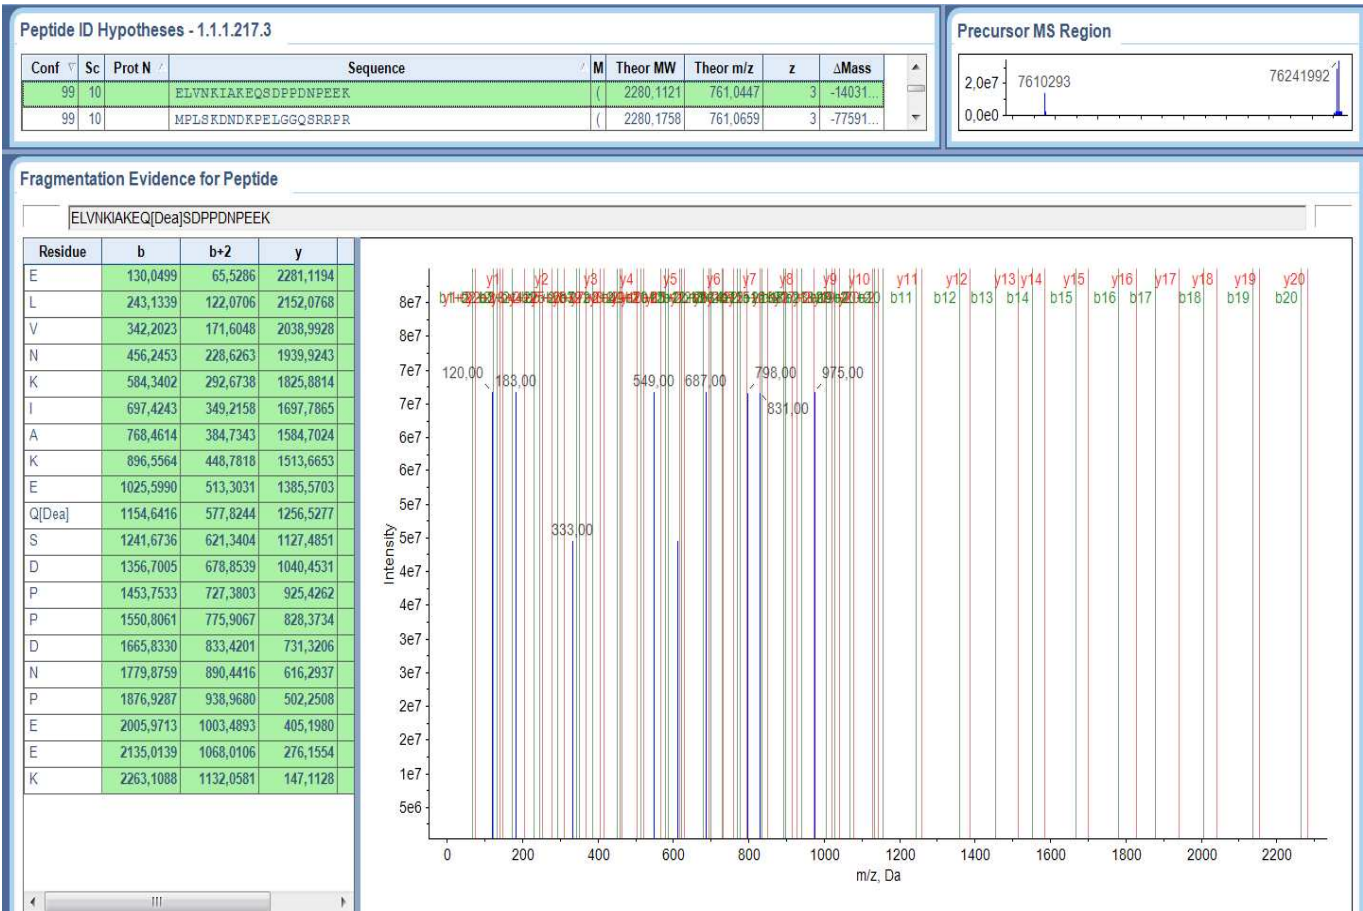 Peptide ID Hypotheses - 1.1.1.217.3
Conf Sc Prot N Sequence M Theor MW Theor m/z z ΔMass
99 10 ELVNKIAKEQSDPPDNPEEK ( 2280,1121 761,0447 3 -14031...
99 10 MPLSKDNDKPELGGQSRRPR ( 2280,1758 761,0659 3 -77591...
Precursor MS Region
2,0e7
0,0e0
7610293
76241992
Fragmentation Evidence for Peptide
ELVNKIAKEQ[Dea]SDPPDNPEEK
Residue b b+2 y
E 130,0499 65,5286 2281,1194
L 243,1339 122,0706 2152,0768
V 342,2023 171,6048 2038,9928
N 456,2453 228,6263 1939,9243
K 584,3402 292,6738 1825,8814
I 697,4243 349,2158 1697,7865
A 768,4614 384,7343 1584,7024
K 896,5564 448,7818 1513,6653
E 1025,5990 513,3031 1385,5703
Q[Dea] 1154,6416 577,8244 1256,5277
S 1241,6736 621,3404 1127,4851
D 1356,7005 678,8539 1040,4531
P 1453,7533 727,3803 925,4262
P 1550,8061 775,9067 828,3734
D 1665,8330 833,4201 731,3206
N 1779,8759 890,4416 616,2937
P 1876,9287 938,9680 502,2508
E 2005,9713 1003,4893 405,1980
E 2135,0139 1068,0106 276,1554
K 2263,1088 1132,0581 147,1128
y1 y2 y3 y4 y5 y6 y7 y8 y9 y10 y11 y12 y13 y14 y15 y16 y17 y18 y19 y20
b11 b12 b13 b14 b15 b16 b17 b18 b19 b20
120,00
183,00
549,00
687,00
798,00
831,00
975,00
333,00
8e7
8e7
7e7
7e7
6e7
6e7
5e7
5e7
4e7
4e7
3e7
3e7
2e7
2e7
1e7
5e6
Intensity
0 200 400 600 800 1000 1200 1400 1600 1800 2000 2200
m/z, Da